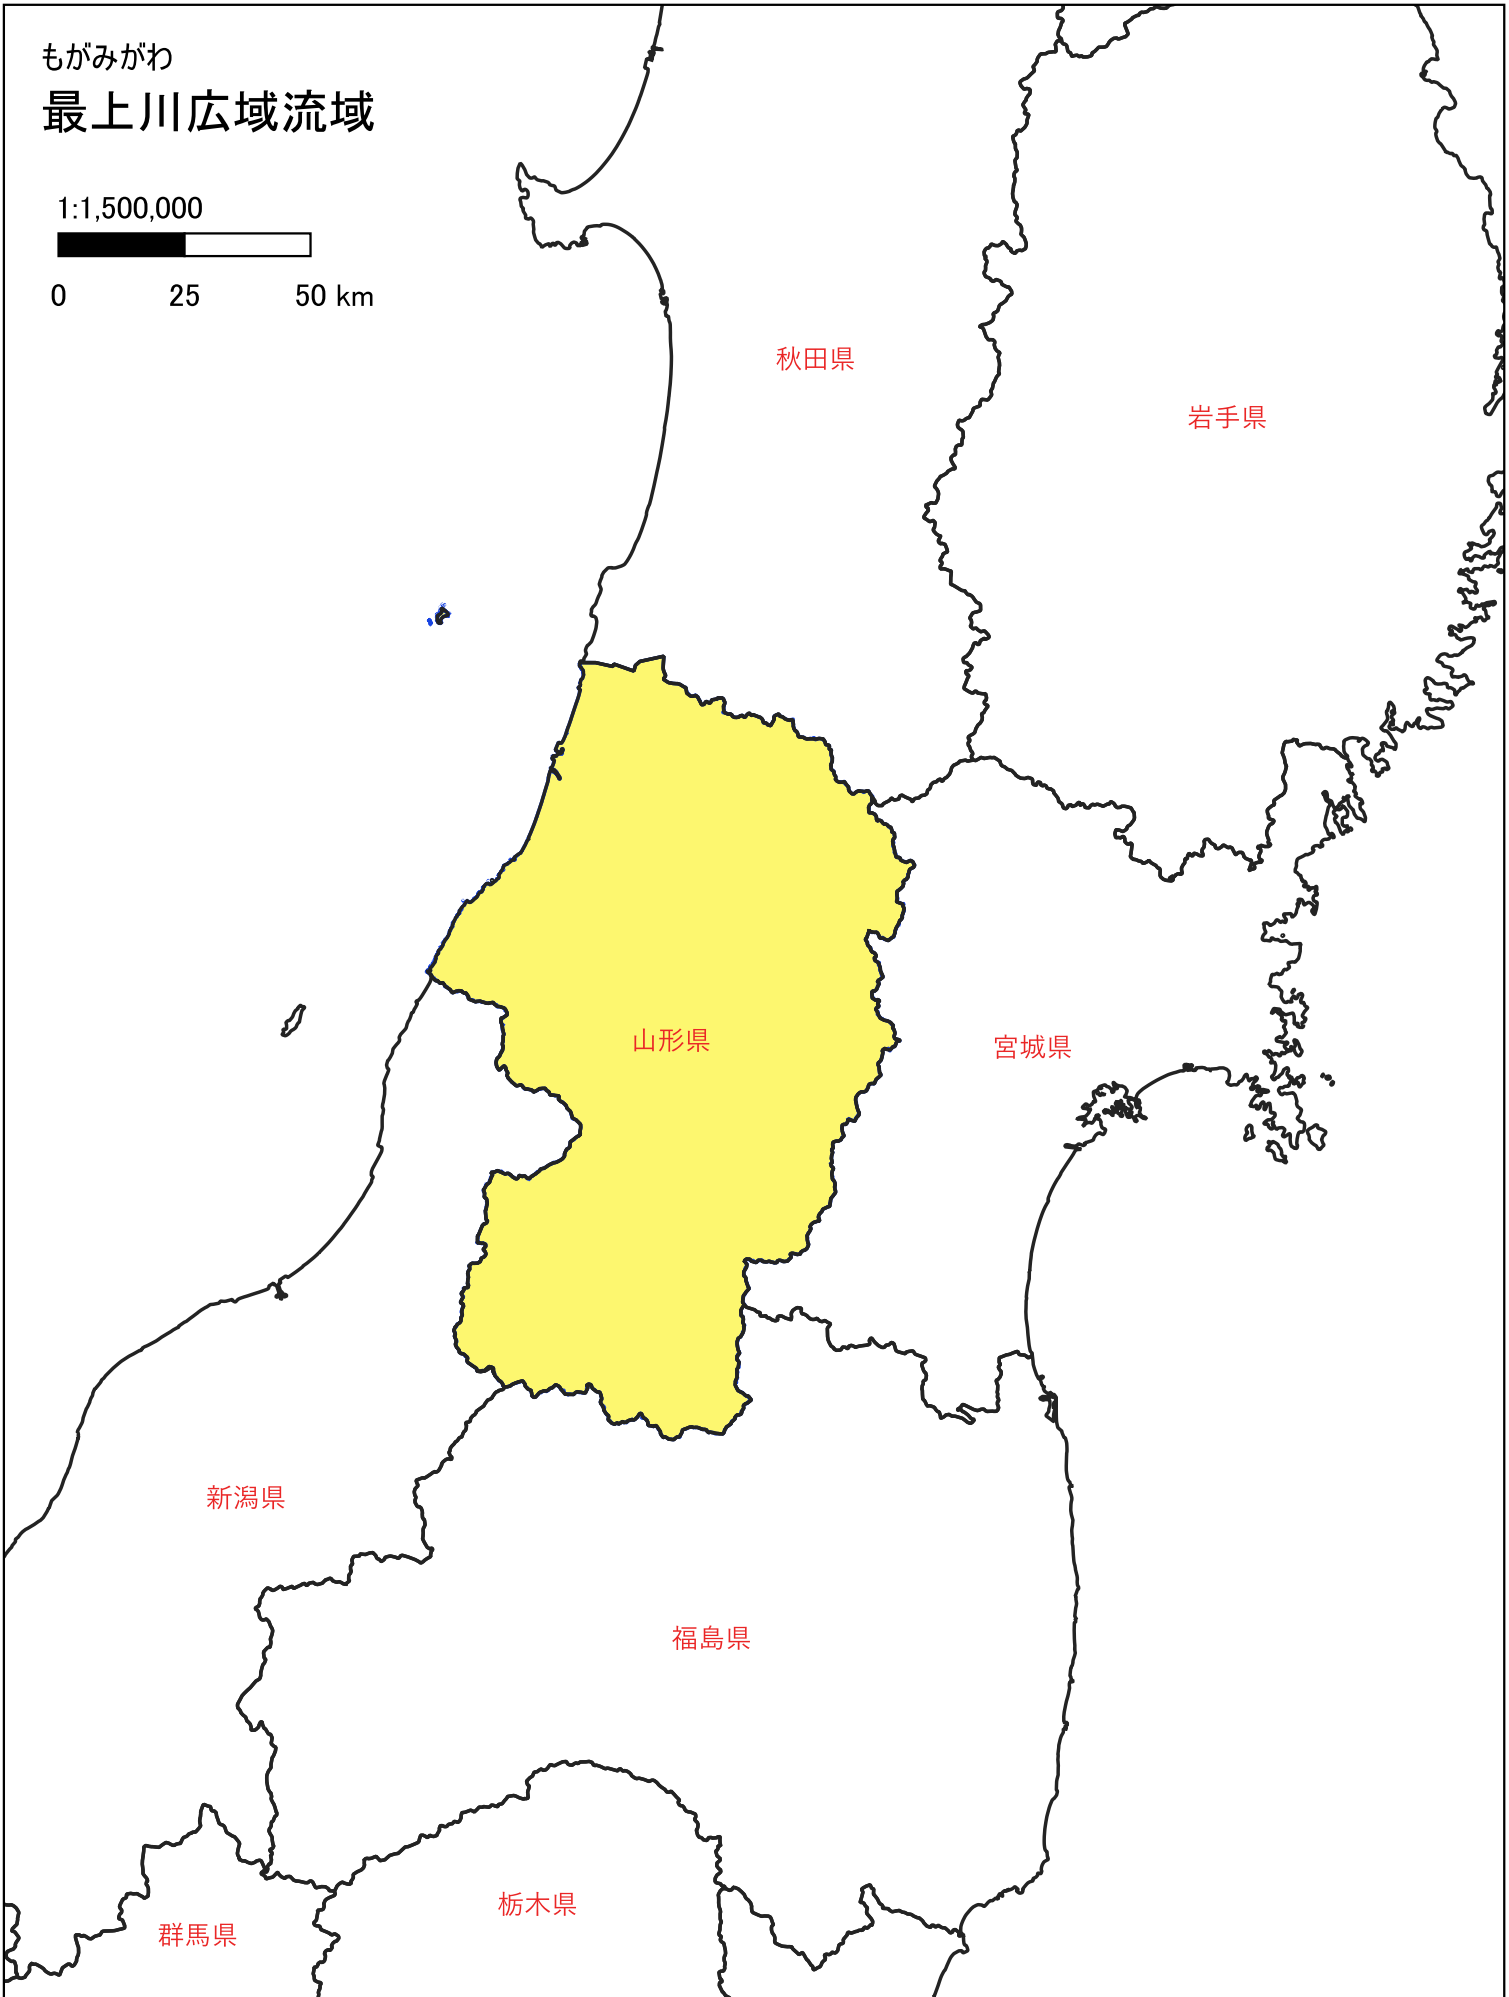 もがみがわ
最上川広域流域
1:1,500,000
0 25 50 km
秋田県
岩手県
山形県
宮城県
新潟県
福島県
栃木県
群馬県